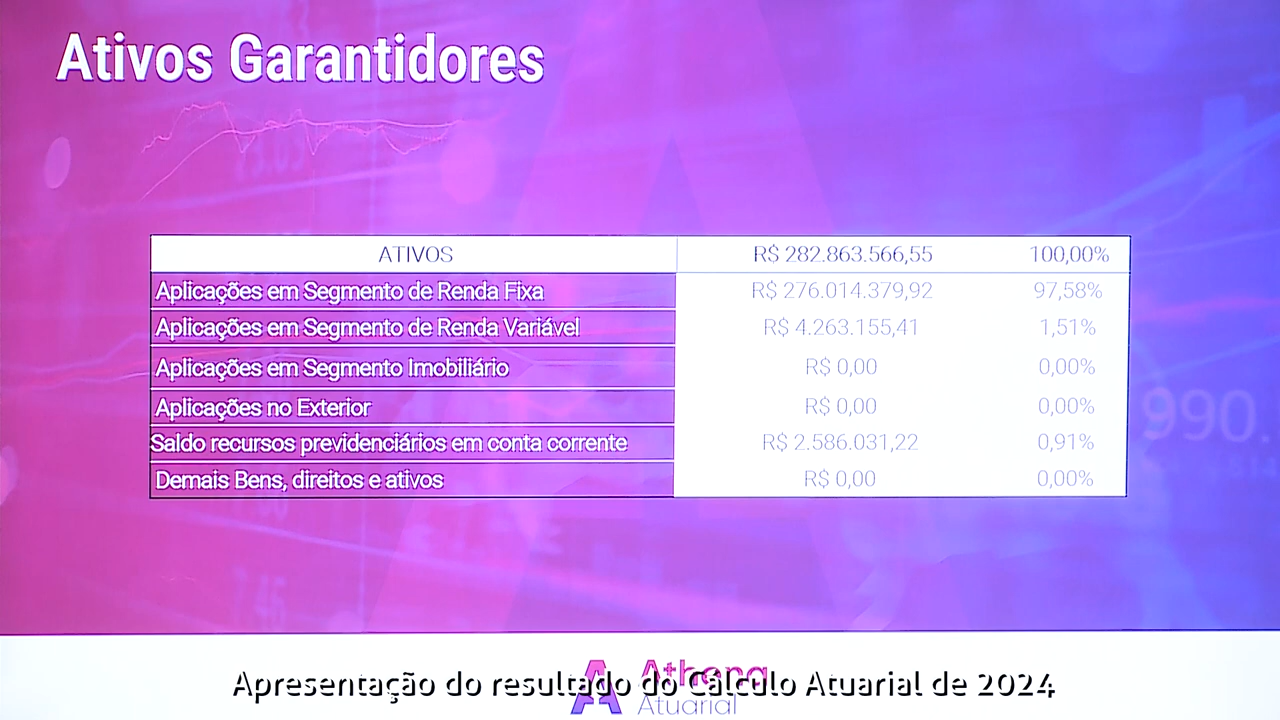 Ativos Garantidores
ATIVOS R$ 282.863.566,55 100,00%
Aplicações em Segmento de Renda Fixa R$ 276.014.379,92 97,58%
Aplicações em Segmento de Renda Variável R$ 4.263.155,41 1,51%
Aplicações em Segmento Imobiliário R$ 0,00 0,00%
Aplicações no Exterior R$ 0,00 0,00%
990.
Saldo recursos previdenciários em conta corrente R$ 2.586.031,22 0,91%
Demais Bens, direitos e ativos R$ 0,00 0,00%
Athena
Apresentação do resultado do Cálculo Atuarial de 2024
Atuarial